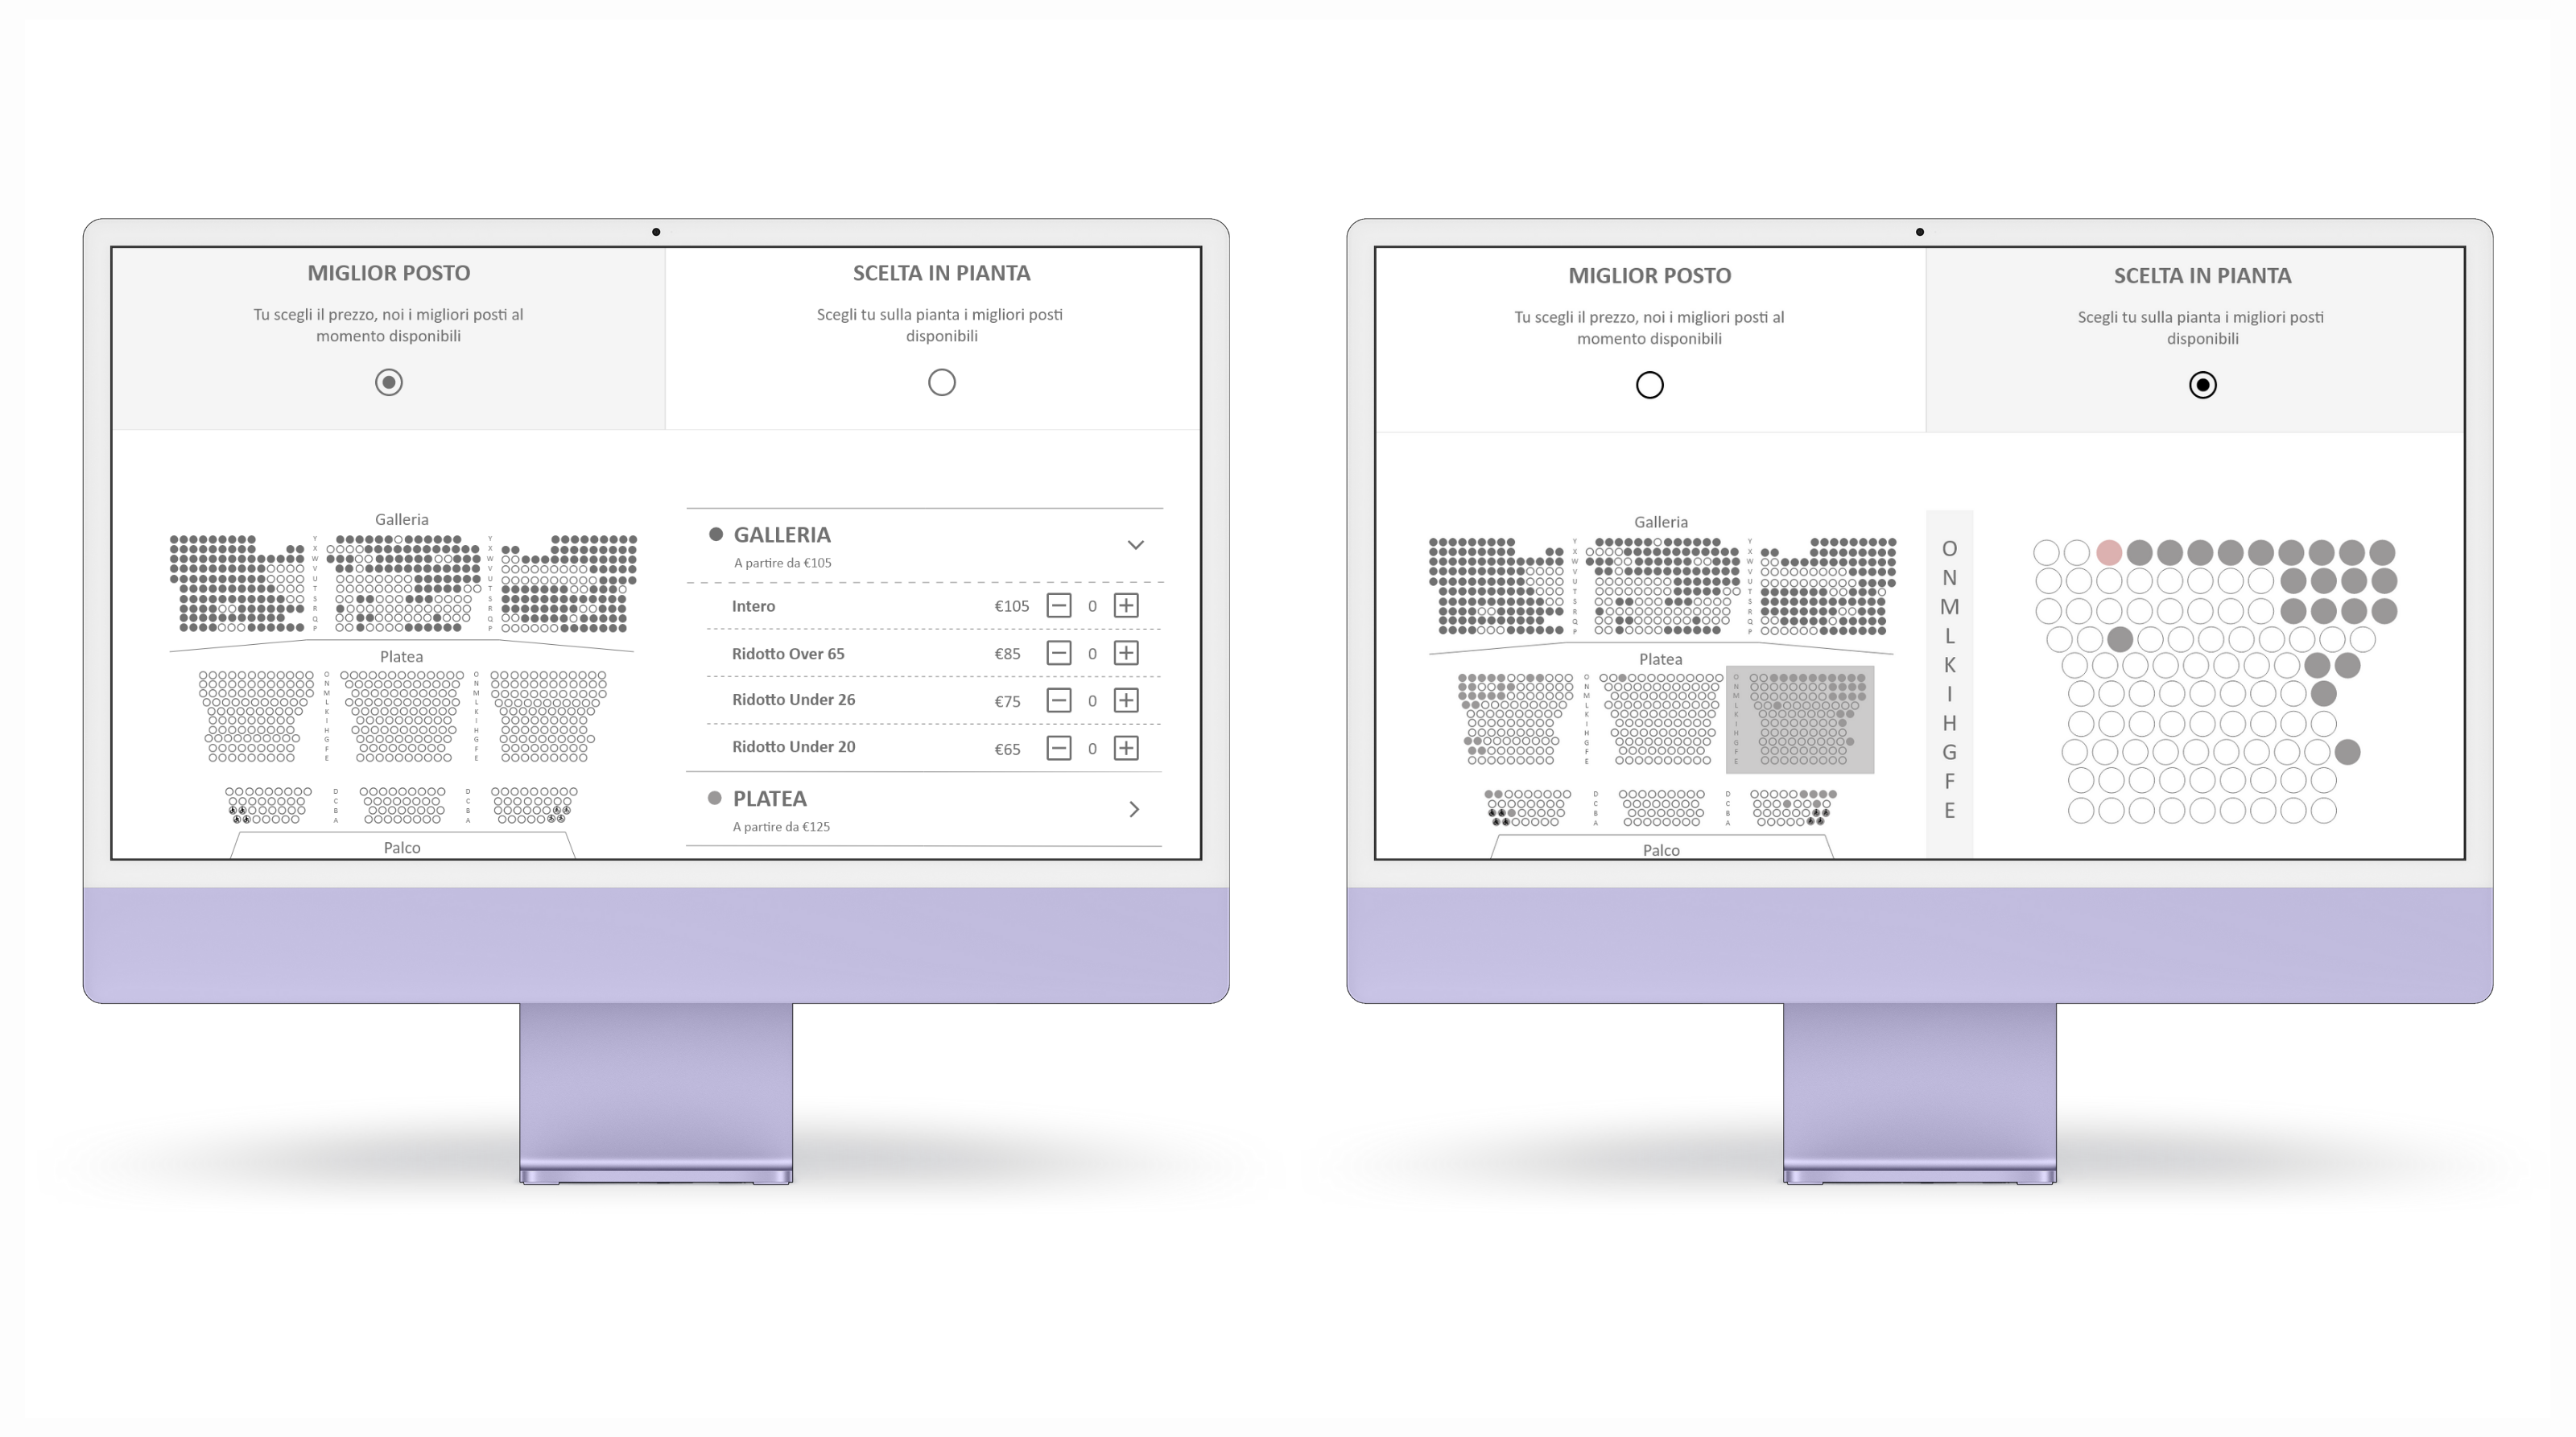 MIGLIOR POSTO
Tu scegli il prezzo, noi i migliori posti al
momento disponibili
SCELTA IN PIANTA
Scegli tu sulla pianta i migliori posti
disponibili
Galleria
Y
X
W
V
U
T
S
R
Q
P
Y
X
W
V
U
T
S
R
Q
P
Platea
O
N
M
L
K
I
H
G
F
E
O
N
M
L
K
I
H
G
F
E
D
C
B
A
D
C
B
A
Palco
GALLERIA
A partire da €105
Intero €105 0
Ridotto Over 65 €85 0
Ridotto Under 26 €75 0
Ridotto Under 20 €65 0
PLATEA
A partire da €125
MIGLIOR POSTO
Tu scegli il prezzo, noi i migliori posti al
momento disponibili
SCELTA IN PIANTA
Scegli tu sulla pianta i migliori posti
disponibili
Galleria
Y
X
W
V
U
T
S
R
Q
P
Y
X
W
V
U
T
S
R
Q
P
Platea
O
N
M
L
K
I
H
G
F
E
O
N
M
L
K
I
H
G
F
E
D
C
B
A
D
C
B
A
Palco
O
N
M
L
K
I
H
G
F
E